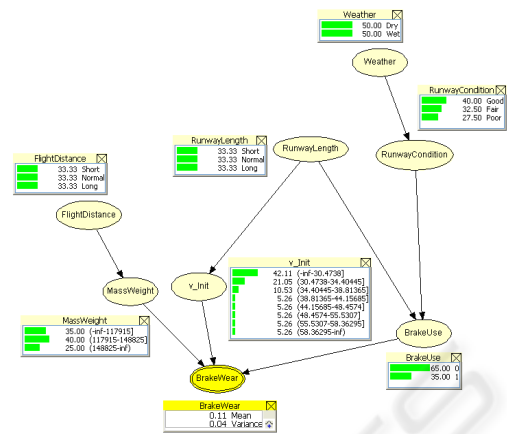 Weather
50.00 Dry
50.00 Wet
Weather
RunwayCondition
40.00 Good
32.50 Fair
27.50 Poor
RunwayLength
33.33 Short
33.33 Normal
33.33 Long
RunwayLength
RunwayCondition
FlightDistance
33.33 Short
33.33 Normal
33.33 Long
FlightDistance
v_Init
42.11 (-inf-30.4738]
21.05 (30.4738-34.40445]
10.53 (34.40445-38.81365]
5.26 (38.81365-44.15685]
5.26 (44.15685-48.4574]
5.26 (48.4574-55.5307]
5.26 (55.5307-58.36295]
5.26 (58.36295-inf)
MassWeight
v_Init
MassWeight
35.00 (-inf-117915]
40.00 (117915-148825]
25.00 (148825-inf)
BrakeUse
BrakeUse
65.00 0
35.00 1
BrakeWear
BrakeWear
0.11 Mean
0.04 Variance